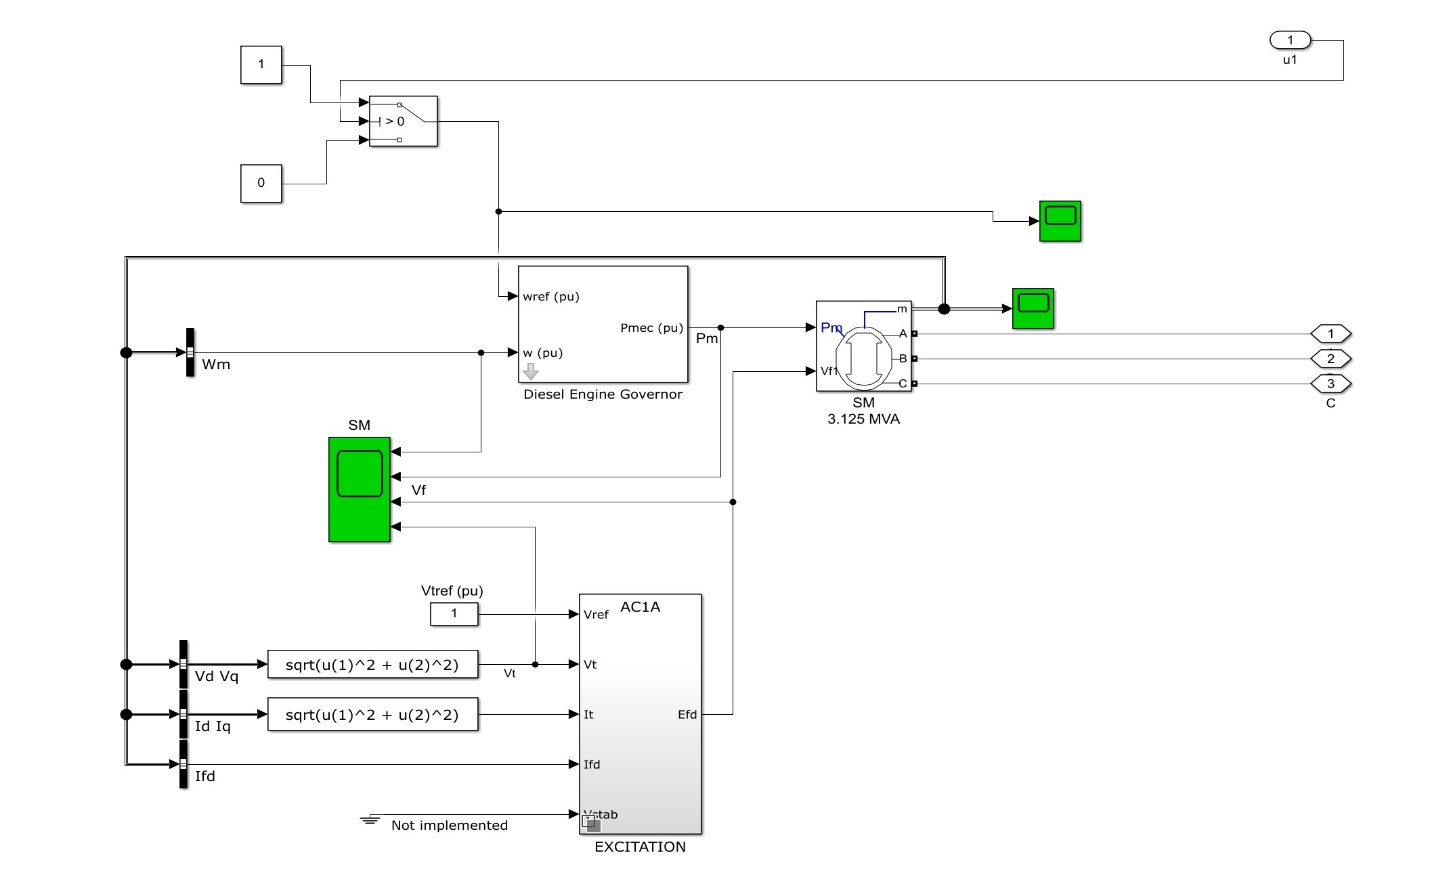 1
u1
1
> 0
0
wref (pu)
Pmec (pu)
w (pu)
Diesel Engine Governor
Pm
Wm
Pm
Vf1
m
A
B
C
1
2
3
C
SM
3.125 MVA
SM
Vf
Vtref (pu)
1
AC1A
Vref
Vt
It
Ifd
Vstab
Efd
EXCITATION
sqrt(u(1)^2 + u(2)^2)
Vt
Vd Vq
sqrt(u(1)^2 + u(2)^2)
Id Iq
Ifd
Not implemented